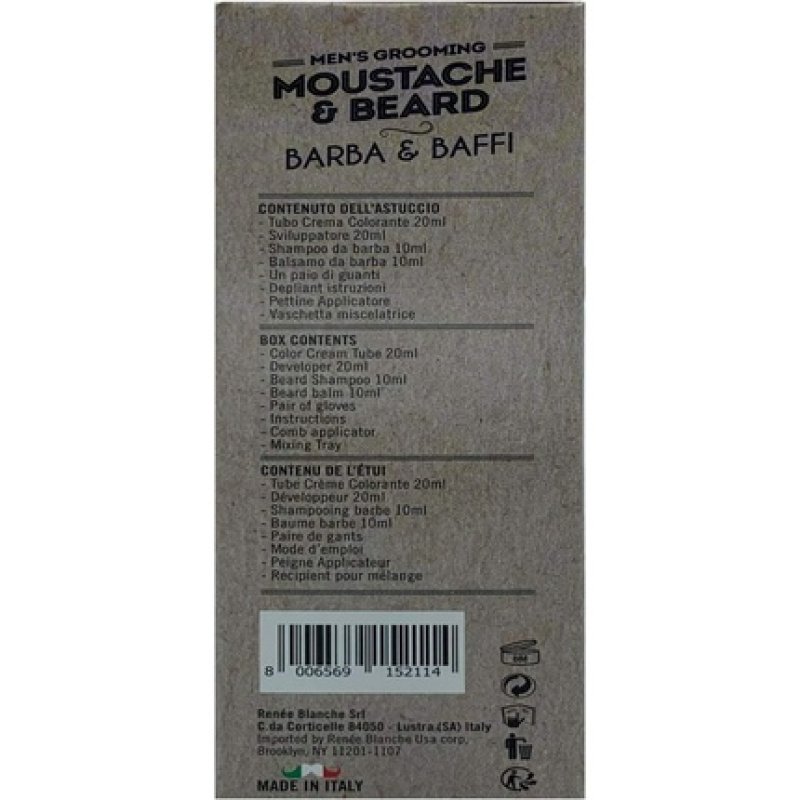 MEN'S GROOMING
MOUSTACHE
& BEARD
BARBA & BAFFI
CONTENUTO DELL'ASTUCCIO
- Tubo Crema Colorante 20ml
- Sviluppatore 20ml
- Shampoo da barba 10ml
- Balsamo da barba 10ml
- Un paio di guanti
- Depliant istruzioni
- Pettine Applicatore
- Vaschetta miscelatrice
BOX CONTENTS
- Color Cream Tube 20ml
- Developer 20ml
- Beard Shampoo 10ml
- Beard balm 10ml
- Pair of gloves
- Instructions
- Comb applicator
- Mixing Tray
CONTENU DE L'ÉTUI
- Tube Crème Colorante 20ml
- Développeur 20ml
- Shampooing barbe 10ml
- Baume barbe 10ml
- Paire de gants
- Mode d'emploi
- Peigne Applicateur
- Recipient pour mélange
8 006569 152114
Renée Blanche Srl
C.da Corticelle 84050 - Lustra (SA) Italy
Imported by Renée Blanche Usa corp.
Brooklyn, NY 11201-1107
MADE IN ITALY